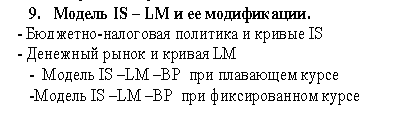 9. Модель IS – LM и ее модификации.
- Бюджетно-налоговая политика и кривые IS
- Денежный рынок и кривая LM
- Модель IS –LM –BP при плавающем курсе
-Модель IS –LM –BP при фиксированном курсе